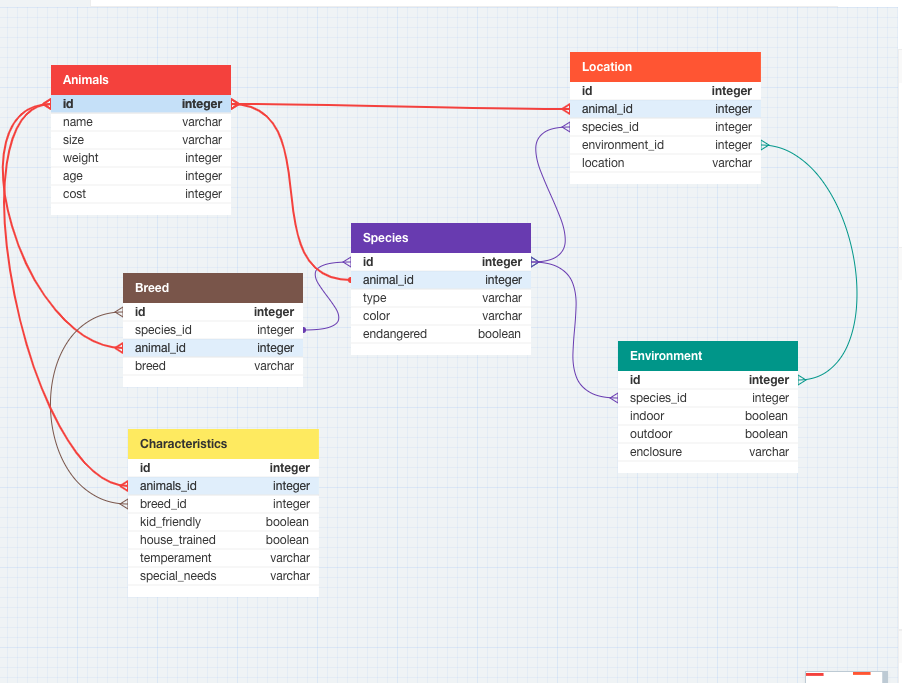 Animals
id integer
name varchar
size varchar
weight integer
age integer
cost integer
Location
id integer
animal_id integer
species_id integer
environment_id integer
location varchar
Species
id integer
animal_id integer
type varchar
color varchar
endangered boolean
Breed
id integer
species_id integer
animal_id integer
breed varchar
Environment
id integer
species_id integer
indoor boolean
outdoor boolean
enclosure varchar
Characteristics
id integer
animals_id integer
breed_id integer
kid_friendly boolean
house_trained boolean
temperament varchar
special_needs varchar